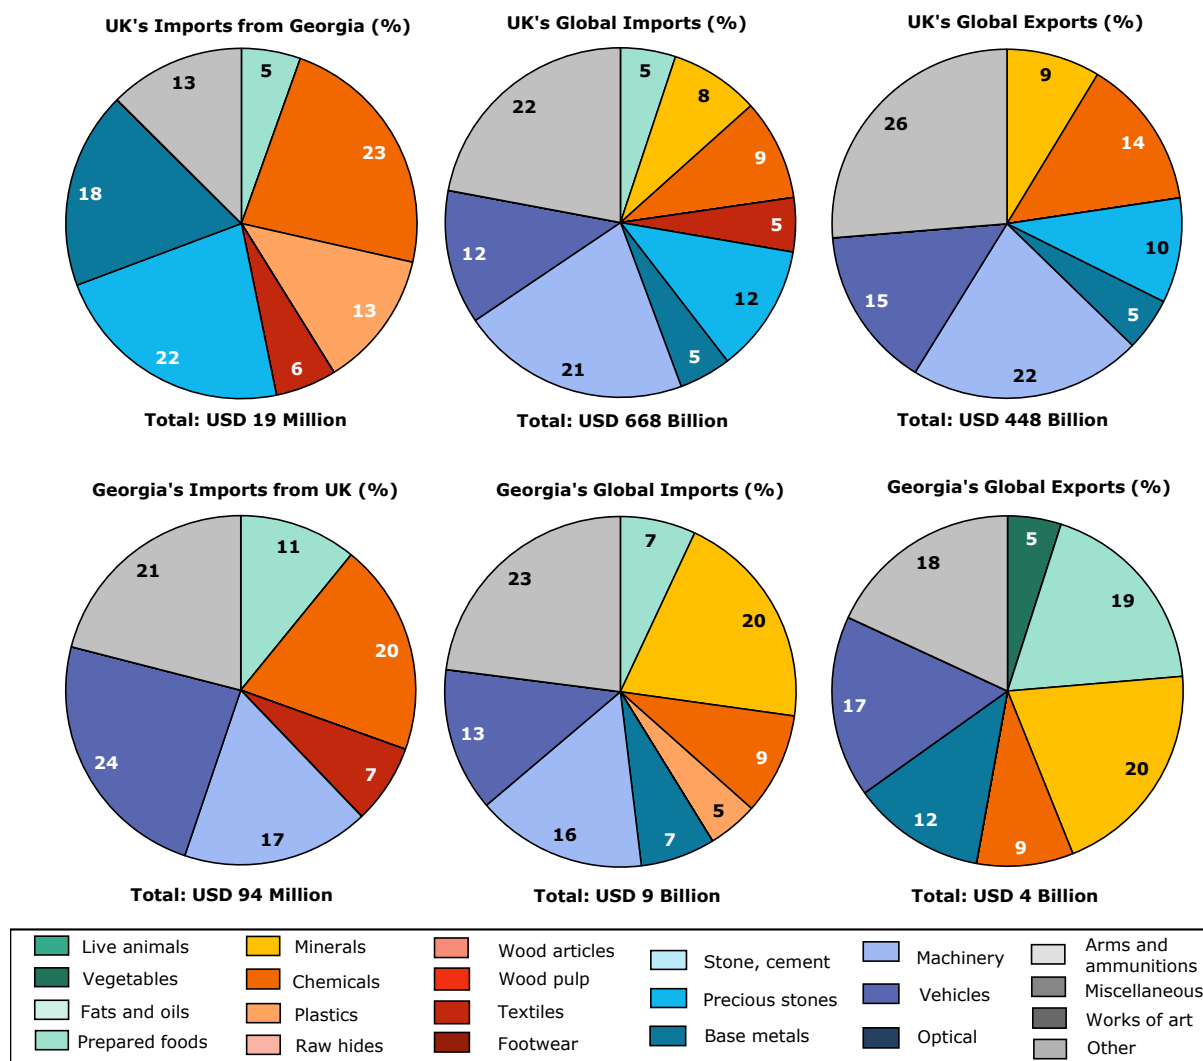 UK's Imports from Georgia (%)
5
23
13
6
22
18
13
Total: USD 19 Million
UK's Global Imports (%)
5
8
9
5
12
5
21
12
22
Total: USD 668 Billion
UK's Global Exports (%)
9
14
10
5
22
15
26
Total: USD 448 Billion
Georgia's Imports from UK (%)
11
20
7
17
24
21
Total: USD 94 Million
Georgia's Global Imports (%)
7
20
9
5
7
16
13
23
Total: USD 9 Billion
Georgia's Global Exports (%)
5
19
20
9
12
17
18
Total: USD 4 Billion
Live animals
Vegetables
Fats and oils
Prepared foods
Minerals
Chemicals
Plastics
Raw hides
Wood articles
Wood pulp
Textiles
Footwear
Stone, cement
Precious stones
Base metals
Machinery
Vehicles
Optical
Arms and
ammunitions
Miscellaneous
Works of art
Other